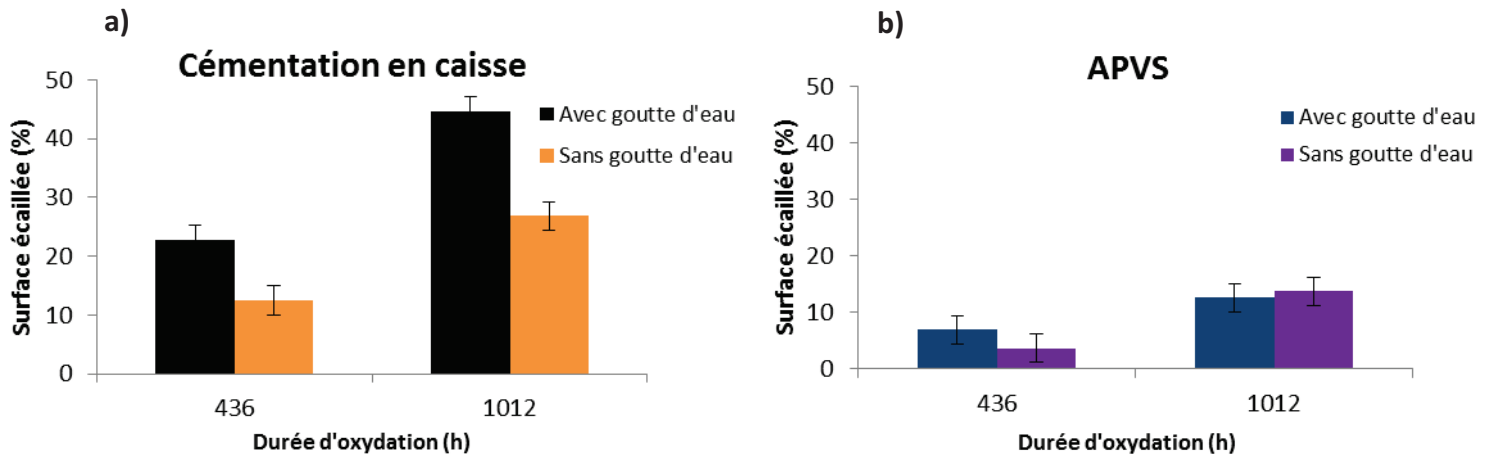 a)
Cémentation en caisse
50
40
30
20
10
0
Surface écaillée (%)
Avec goutte d'eau
Sans goutte d'eau
436
1012
Durée d'oxydation (h)
b)
APVS
50
40
30
20
10
0
Surface écaillée (%)
Avec goutte d'eau
Sans goutte d'eau
436
1012
Durée d'oxydation (h)